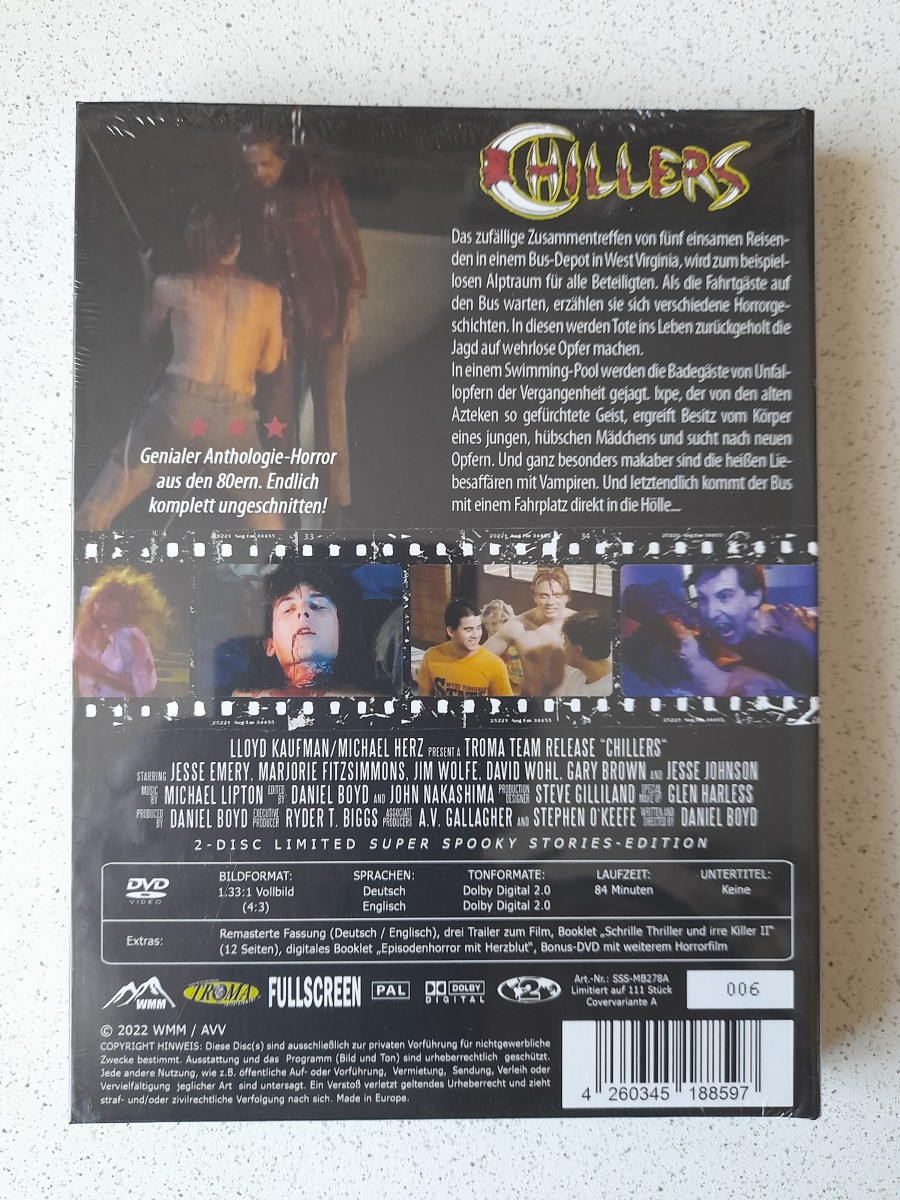 CHILLERS
Das zufällige Zusammentreffen von fünf einsamen Reisen-
den in einem Bus-Depot in West Virginia, wird zum beispiel-
losen Alptraum für alle Beteiligten. Als die Fahrtgäste auf
den Bus warten, erzählen sie sich verschiedene Horrorge-
schichten. In diesen werden Tote ins Leben zurückgeholt die
Jagd auf wehrlose Opfer machen.
In einem Swimming-Pool werden die Badegäste von Unfal-
lopfern der Vergangenheit gejagt. Ixpe, der von den alten
Azteken so gefürchtete Geist, ergreift Besitz vom Körper
eines jungen, hübschen Mädchens und sucht nach neuen
Opfern. Und ganz besonders makaber sind die heißen Lie-
besaffären mit Vampiren. Und letztendlich kommt der Bus
mit einem Fahrplatz direkt in die Hölle....
Genialer Anthologie-Horror
aus den 80ern. Endlich
komplett ungeschnitten!
33
34
LLOYD KAUFMAN/MICHAEL HERZ PRESENT A TROMA TEAM RELEASE "CHILLERS"
STARRING JESSE EMERY, MARJORIE FITZSIMMONS, JIM WOLFE, DAVID WOHL, GARY BROWN AND JESSE JOHNSON
MUSIC BY MICHAEL LIPTON EDITED BY DANIEL BOYD AND JOHN NAKASHIMA PRODUCTION DESIGNER STEVE GILLILAND SPECIAL MAKE UP GLEN HARLESS
PRODUCED BY DANIEL BOYD EXECUTIVE PRODUCER RYDER T. BIGGS ASSOCIATE PRODUCERS A.V. GALLAGHER AND STEPHEN O'KEEFE WRITTEN AND DIRECTED BY DANIEL BOYD
2-DISC LIMITED SUPER SPOOKY STORIES-EDITION
DVD VIDEO
BILDFORMAT:
1.33:1 Vollbild
(4:3)
SPRACHEN:
Deutsch
Englisch
TONFORMATE:
Dolby Digital 2.0
Dolby Digital 2.0
LAUFZEIT:
84 Minuten
UNTERTITEL:
Keine
Extras:
Remasterte Fassung (Deutsch / Englisch), drei Trailer zum Film, Booklet „Schrille Thriller und irre Killer II"
(12 Seiten), digitales Booklet „Episodenhorror mit Herzblut", Bonus-DVD mit weiterem Horrorfilm
WMM
TROMA
FULLSCREEN
PAL
DOLBY
DIGITAL
2
Art.-Nr.: SSS-MB278A
Limitiert auf 111 Stück
Covervariante A
006
© 2022 WMM / AVV
COPYRIGHT HINWEIS: Diese Disc(s) sind ausschließlich zur privaten Vorführung für nichtgewerbliche
Zwecke bestimmt. Ausstattung und das Programm (Bild und Ton) sind urheberrechtlich geschützt.
Jede andere Nutzung, wie z.B. öffentliche Auf- oder Vorführung, Vermietung, Sendung, Verleih oder
Vervielfältigung jeglicher Art sind untersagt. Ein Verstoß verletzt geltendes Urheberrecht und zieht
straf- und/oder zivilrechtliche Verfolgung nach sich. Made in Europe.
4 260345 188597